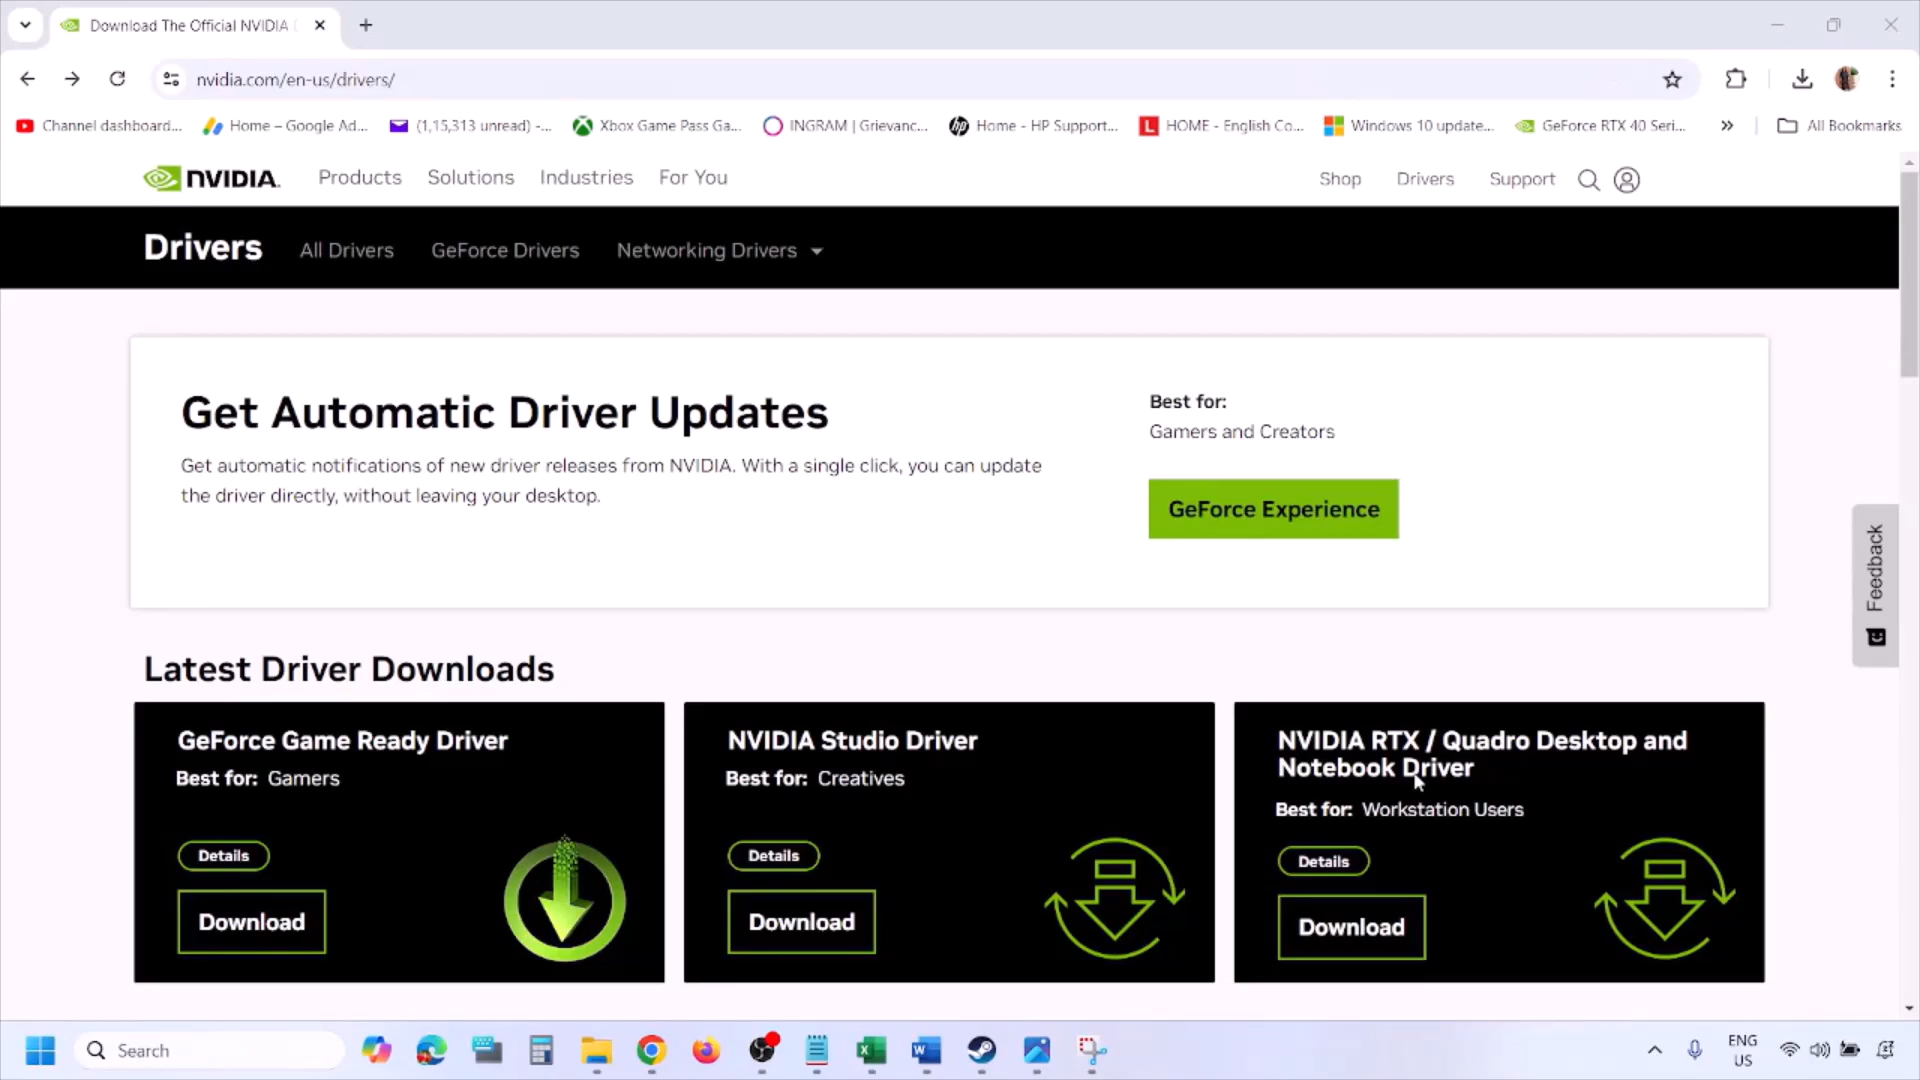 Download The Official NVIDIA
nvidia.com/en-us/drivers/
Channel dashboard... Home – Google Ad... (1,15,313 unread) -... Xbox Game Pass Ga... INGRAM | Grievanc... Home - HP Support... HOME - English Co... Windows 10 update... GeForce RTX 40 Seri... » All Bookmarks
NVIDIA. Products Solutions Industries For You Shop Drivers Support
Drivers All Drivers GeForce Drivers Networking Drivers
Get Automatic Driver Updates
Get automatic notifications of new driver releases from NVIDIA. With a single click, you can update
the driver directly, without leaving your desktop.
Best for:
Gamers and Creators
GeForce Experience
Feedback
Latest Driver Downloads
GeForce Game Ready Driver
Best for: Gamers
Details
Download
NVIDIA Studio Driver
Best for: Creatives
Details
Download
NVIDIA RTX / Quadro Desktop and
Notebook Driver
Best for: Workstation Users
Details
Download
Search
ENG
US